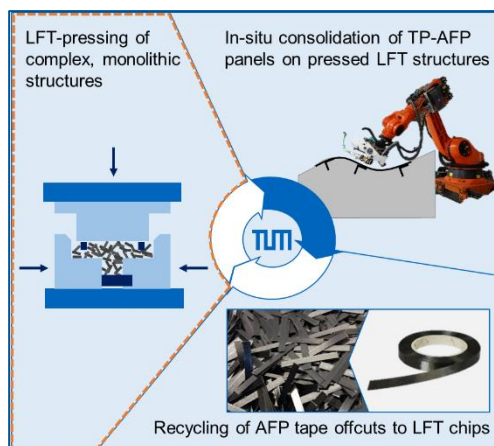 LFT-pressing of
complex, monolithic
structures
In-situ consolidation of TP-AFP
panels on pressed LFT structures
TUM
Recycling of AFP tape offcuts to LFT chips